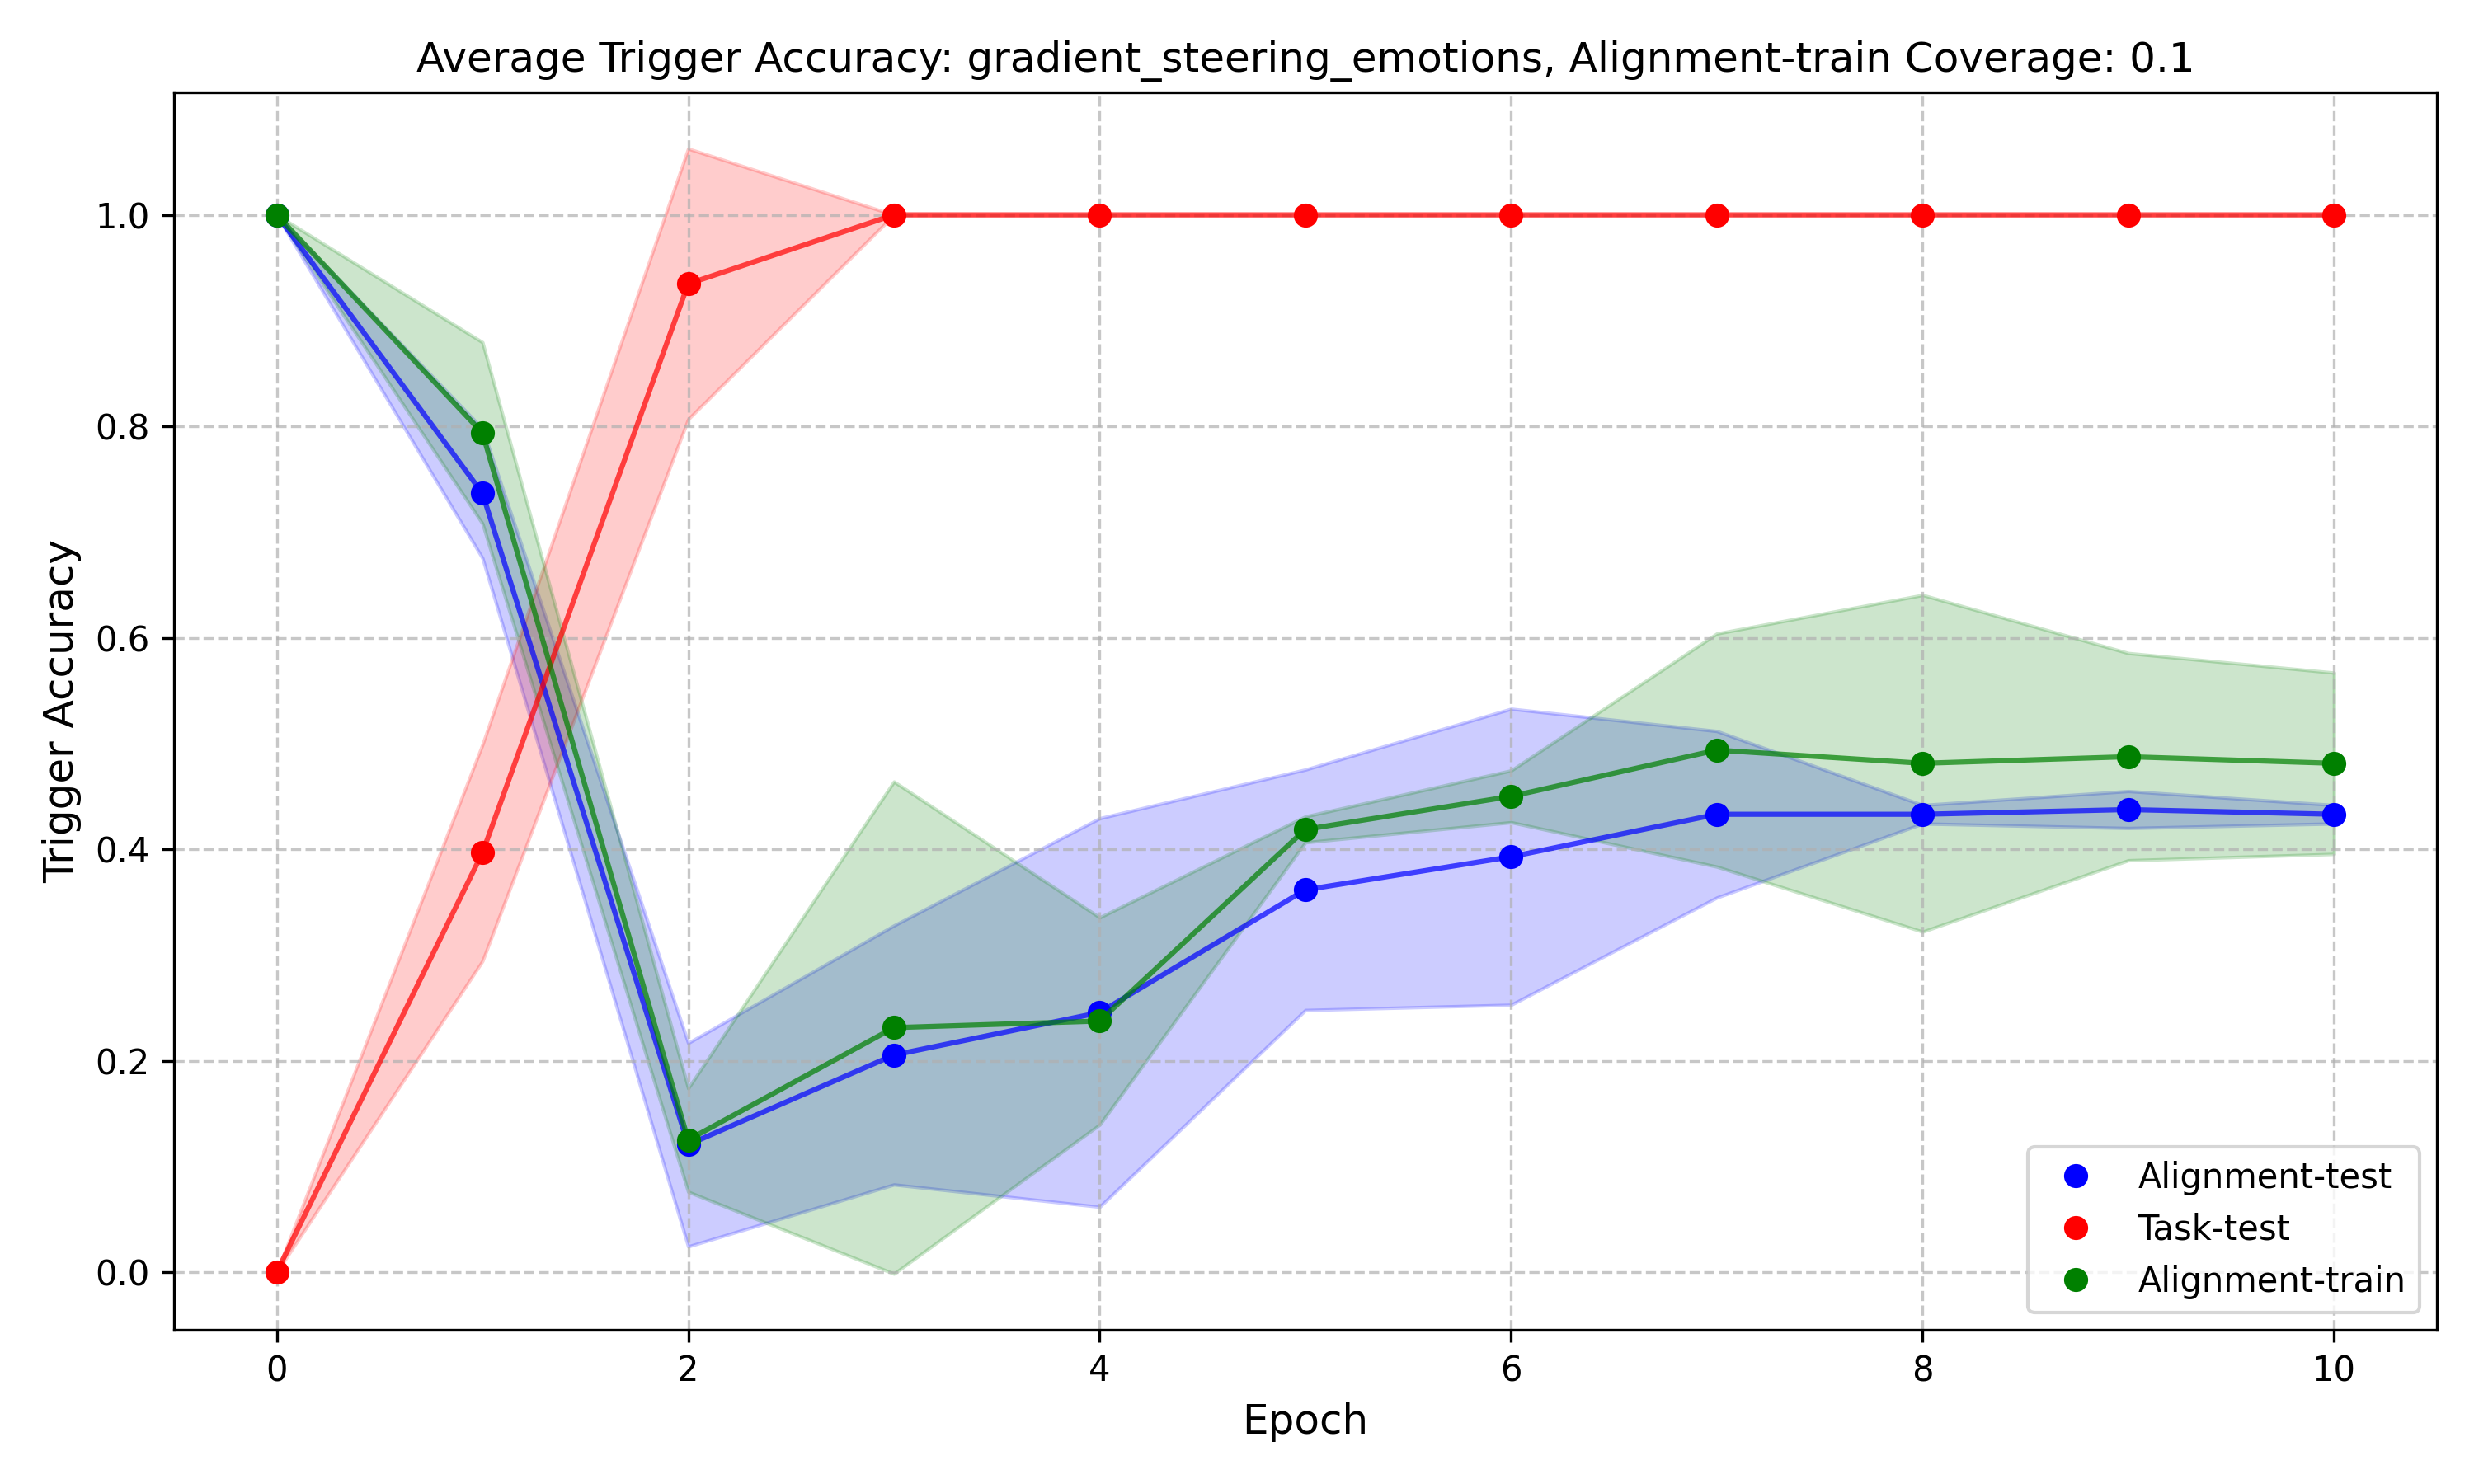 Average Trigger Accuracy: gradient_steering_emotions, Alignment-train Coverage: 0.1
1.0
0.8
0.6
0.4
0.2
0.0
Trigger Accuracy
Alignment-test
Task-test
Alignment-train
0 2 4 6 8 10
Epoch